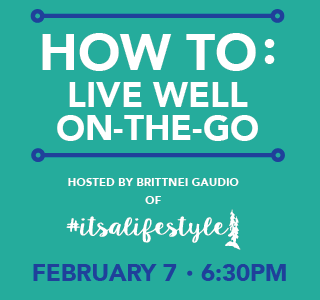 HOW TO:
LIVE WELL
ON-THE-GO
HOSTED BY BRITTNEI GAUDIO
OF
#itsalifestyle
FEBRUARY 7 · 6:30PM